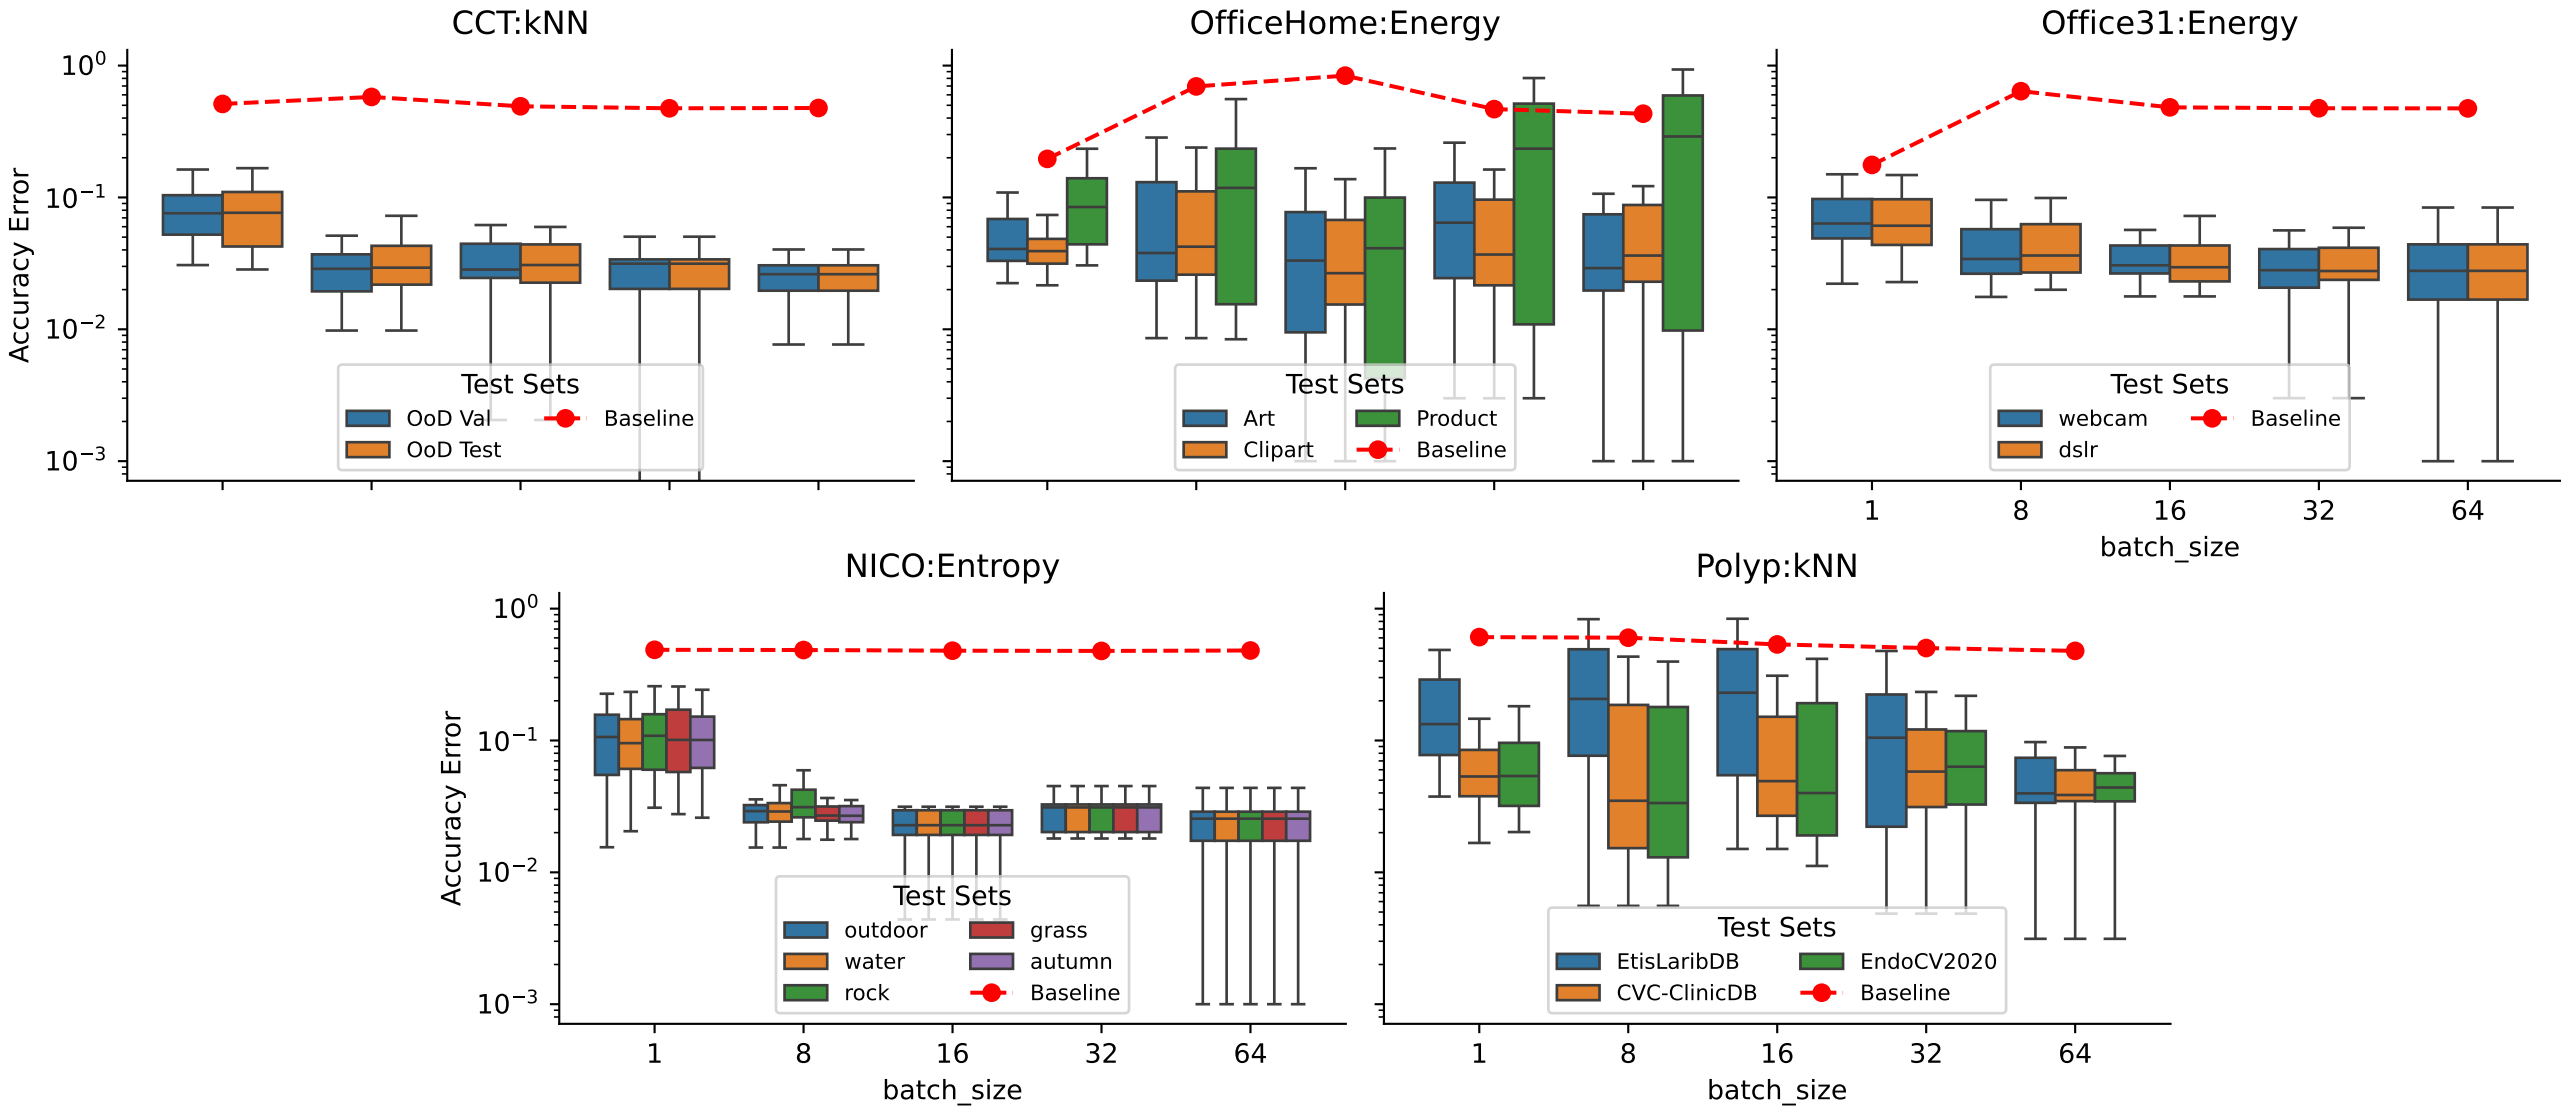 CCT:kNN
OfficeHome:Energy
Office31:Energy
10^0
10^-1
10^-2
10^-3
Accuracy Error
Test Sets
OoD Val
Baseline
OoD Test
Test Sets
Art
Product
Clipart
Baseline
Test Sets
webcam
Baseline
dslr
1 8 16 32 64
batch_size
NICO:Entropy
Polyp:kNN
10^0
10^-1
10^-2
10^-3
Accuracy Error
Test Sets
outdoor
grass
water
autumn
rock
Baseline
1 8 16 32 64
batch_size
Test Sets
EtisLaribDB
EndoCV2020
CVC-ClinicDB
Baseline
1 8 16 32 64
batch_size